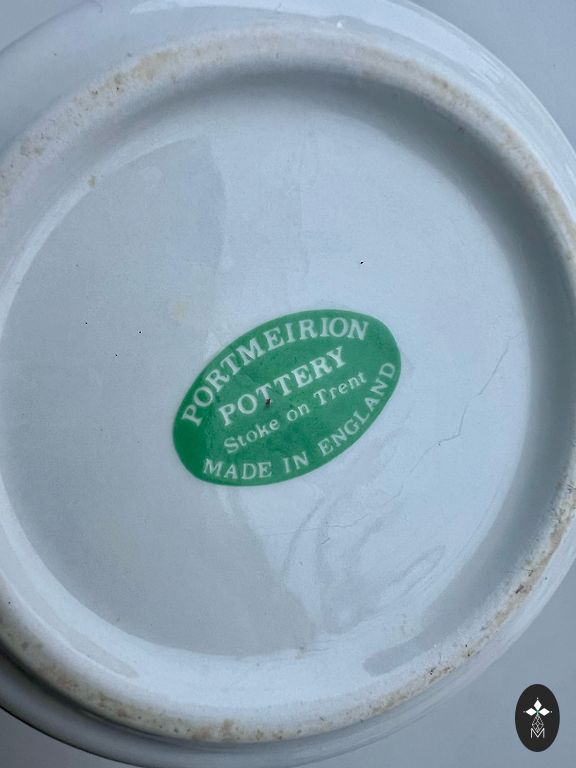 PORTMEIRION
POTTERY
Stoke on Trent
MADE IN ENGLAND
M